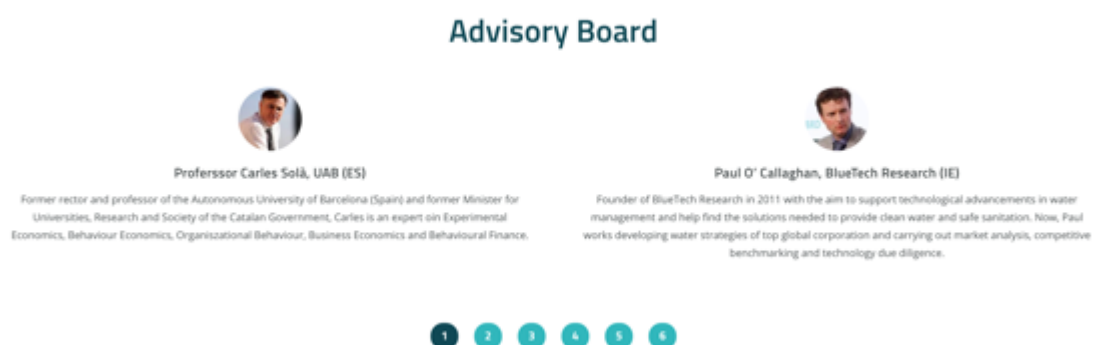 Advisory Board
Proferssor Carles Solà, UAB (ES)
Former rector and professor of the Autonomous University of Barcelona (Spain) and former Minister for
Universities, Research and Society of the Catalan Government, Carles is an expert oin Experimental
Economics, Behaviour Economics, Organiszational Behaviour, Business Economics and Behavioural Finance.
Paul O' Callaghan, BlueTech Research (IE)
Founder of BlueTech Research in 2011 with the aim to support technological advancements in water
management and help find the solutions needed to provide clean water and safe sanitation. Now, Paul
works developing water strategies of top global corporation and carrying out market analysis, competitive
benchmarking and technology due diligence.
1 2 3 4 5 6